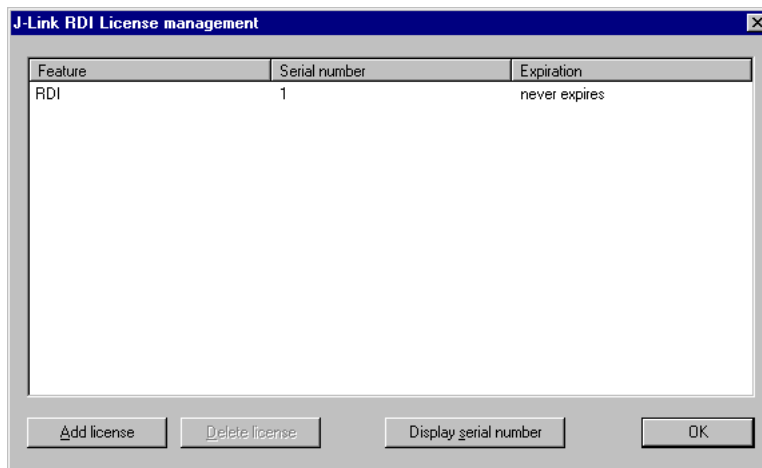 J-Link RDI License management
Feature Serial number Expiration
RDI 1 never expires
Add license Delete license Display serial number OK